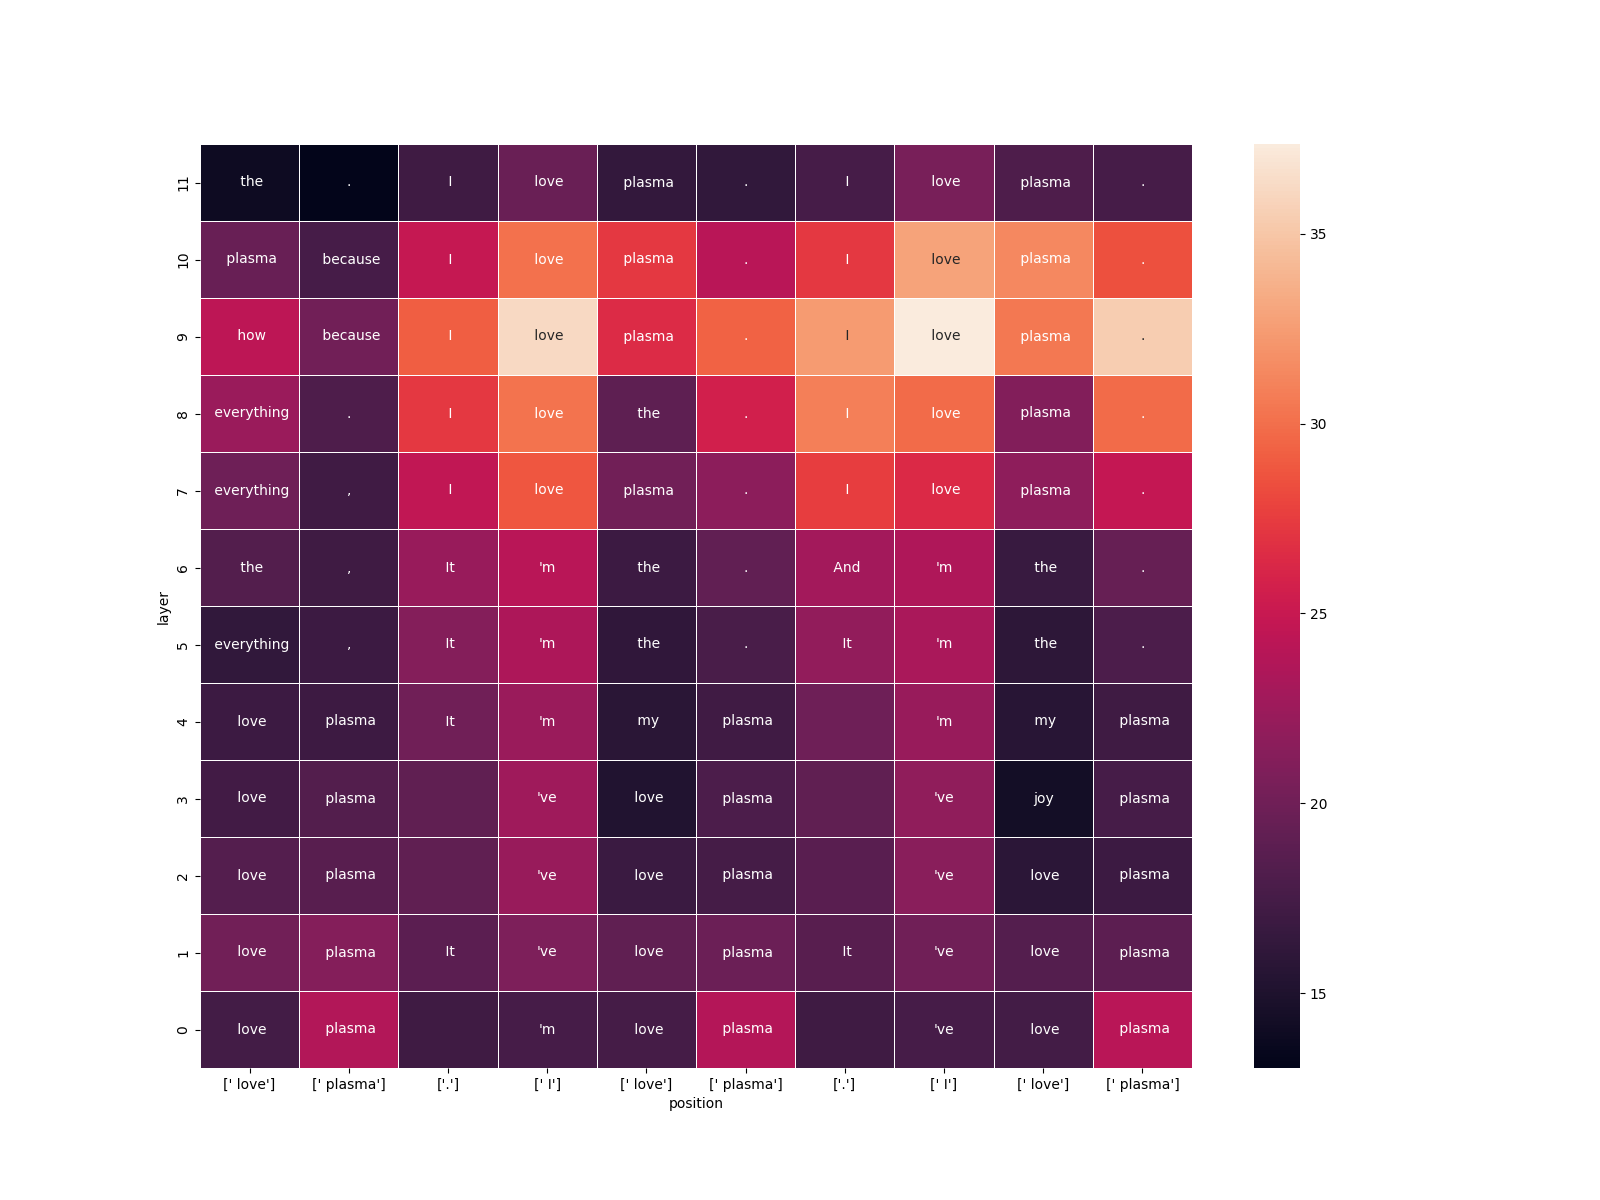 11 the . I love plasma . I love plasma .
10 plasma because I love plasma . I love plasma .
9 how because I love plasma . I love plasma .
8 everything . I love the . I love plasma .
7 everything , I love plasma . I love plasma .
6 the , It 'm the . And 'm the .
5 everything , It 'm the . It 'm the .
4 love plasma It 'm my plasma 'm my plasma
3 love plasma 've love plasma 've joy plasma
2 love plasma 've love plasma 've love plasma
1 love plasma It 've love plasma It 've love plasma
0 love plasma 'm love plasma 've love plasma
[' love'] [' plasma'] ['.'] [' I'] [' love'] [' plasma'] ['.'] [' I'] [' love'] [' plasma']
position
layer
35
30
25
20
15